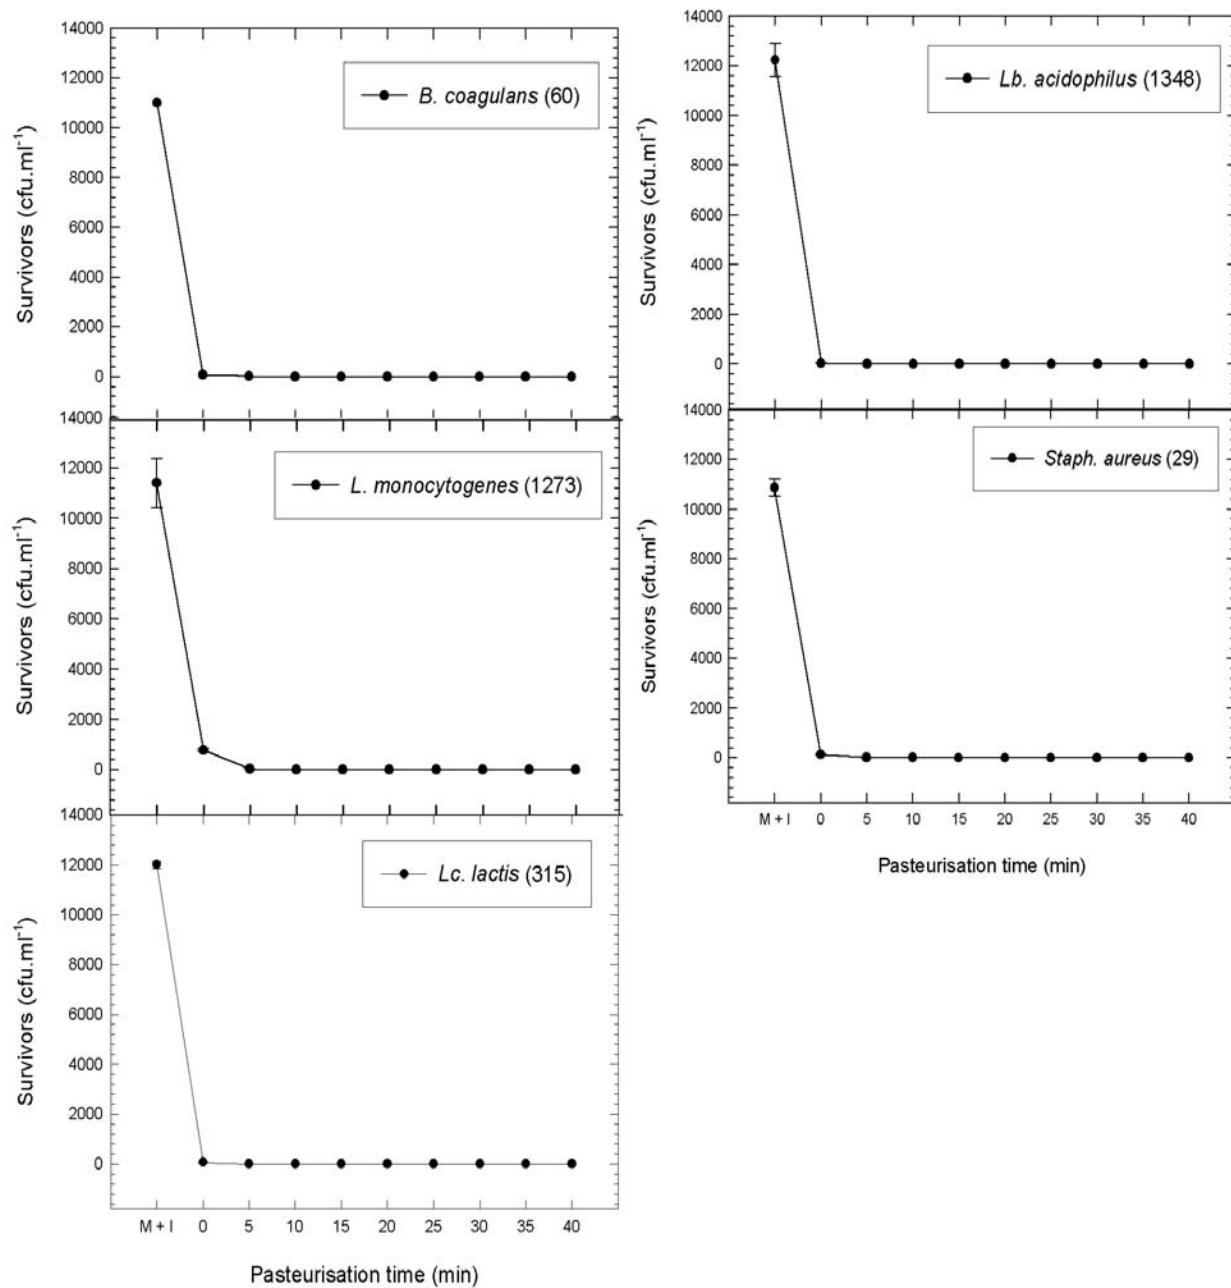 14000
12000
10000
8000
6000
4000
2000
0
Survivors (cfu.ml⁻¹)
B. coagulans (60)
14000
12000
10000
8000
6000
4000
2000
0
Survivors (cfu.ml⁻¹)
L. monocytogenes (1273)
14000
12000
10000
8000
6000
4000
2000
0
Survivors (cfu.ml⁻¹)
Lc. lactis (315)
M + I 0 5 10 15 20 25 30 35 40
Pasteurisation time (min)
14000
12000
10000
8000
6000
4000
2000
0
Survivors (cfu.ml⁻¹)
Lb. acidophilus (1348)
14000
12000
10000
8000
6000
4000
2000
0
Survivors (cfu.ml⁻¹)
Staph. aureus (29)
M + I 0 5 10 15 20 25 30 35 40
Pasteurisation time (min)